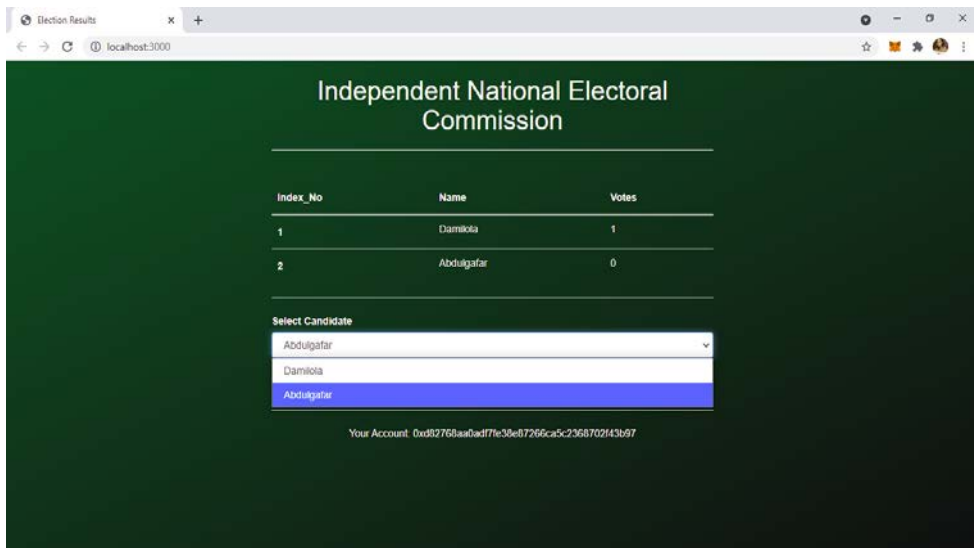 Election Results
localhost:3000
Independent National Electoral
Commission
Index_No Name Votes
1 Damilola 1
2 Abdulgafar 0
Select Candidate
Abdulgafar
Damilola
Abdulgafar
Your Account: 0xd82768aa0adf7fe38e87266ca5c2368702f43b97